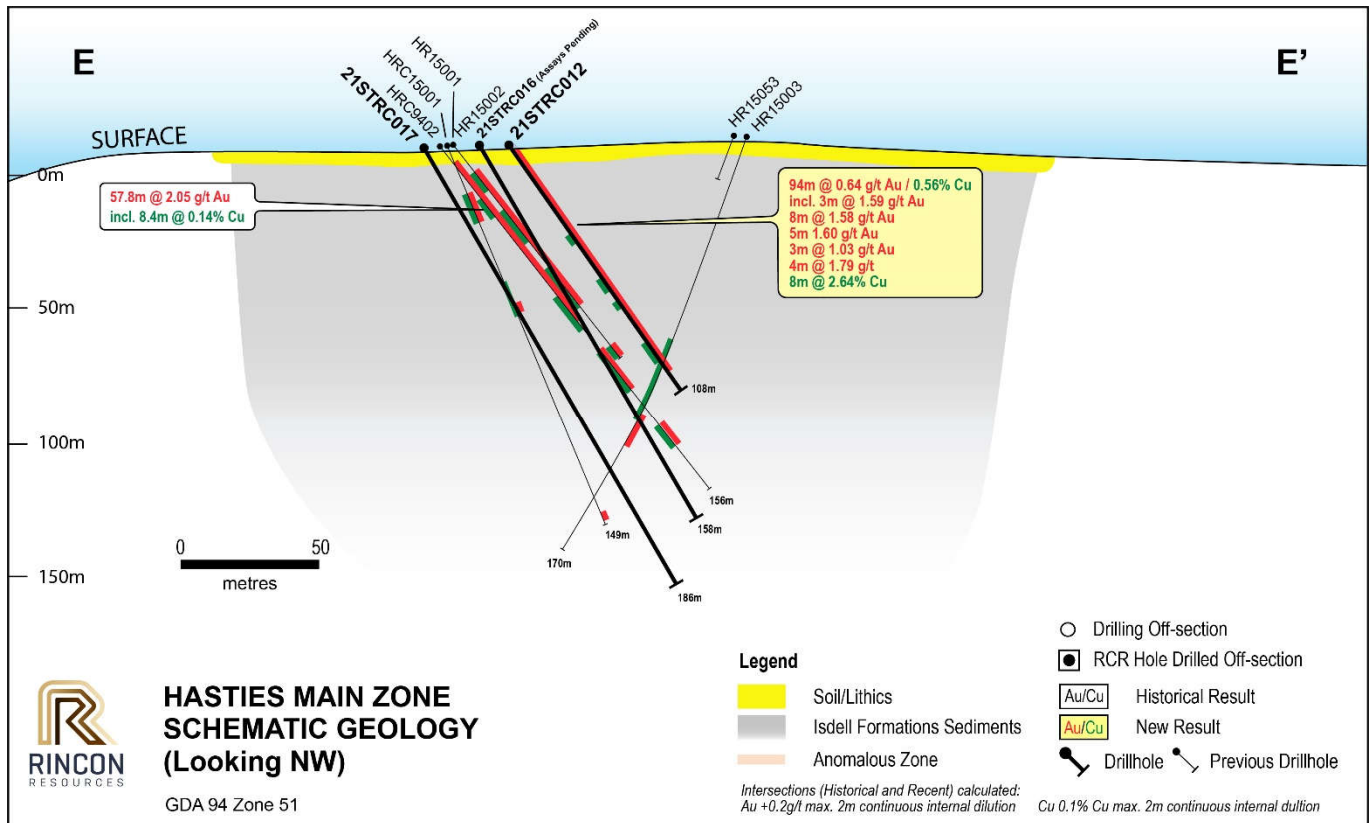 E
E'
21STRC017
HRC9402
HRC15001
HR15001
HR15002
21STRC016 (Assays Pending)
21STRC012
HR15053
HR15003
SURFACE
0m
50m
100m
150m
57.8m @ 2.05 g/t Au
incl. 8.4m @ 0.14% Cu
94m @ 0.64 g/t Au / 0.56% Cu
incl. 3m @ 1.59 g/t Au
8m @ 1.58 g/t Au
5m 1.60 g/t Au
3m @ 1.03 g/t Au
4m @ 1.79 g/t
8m @ 2.64% Cu
108m
156m
158m
149m
170m
186m
0 50
metres
RINCON
RESOURCES
HASTIES MAIN ZONE
SCHEMATIC GEOLOGY
(Looking NW)
GDA 94 Zone 51
Legend
Soil/Lithics
Isdell Formations Sediments
Anomalous Zone
Drilling Off-section
RCR Hole Drilled Off-section
Au/Cu Historical Result
Au/Cu New Result
Drillhole Previous Drillhole
Intersections (Historical and Recent) calculated:
Au +0.2g/t max. 2m continuous internal dilution Cu 0.1% Cu max. 2m continuous internal dultion